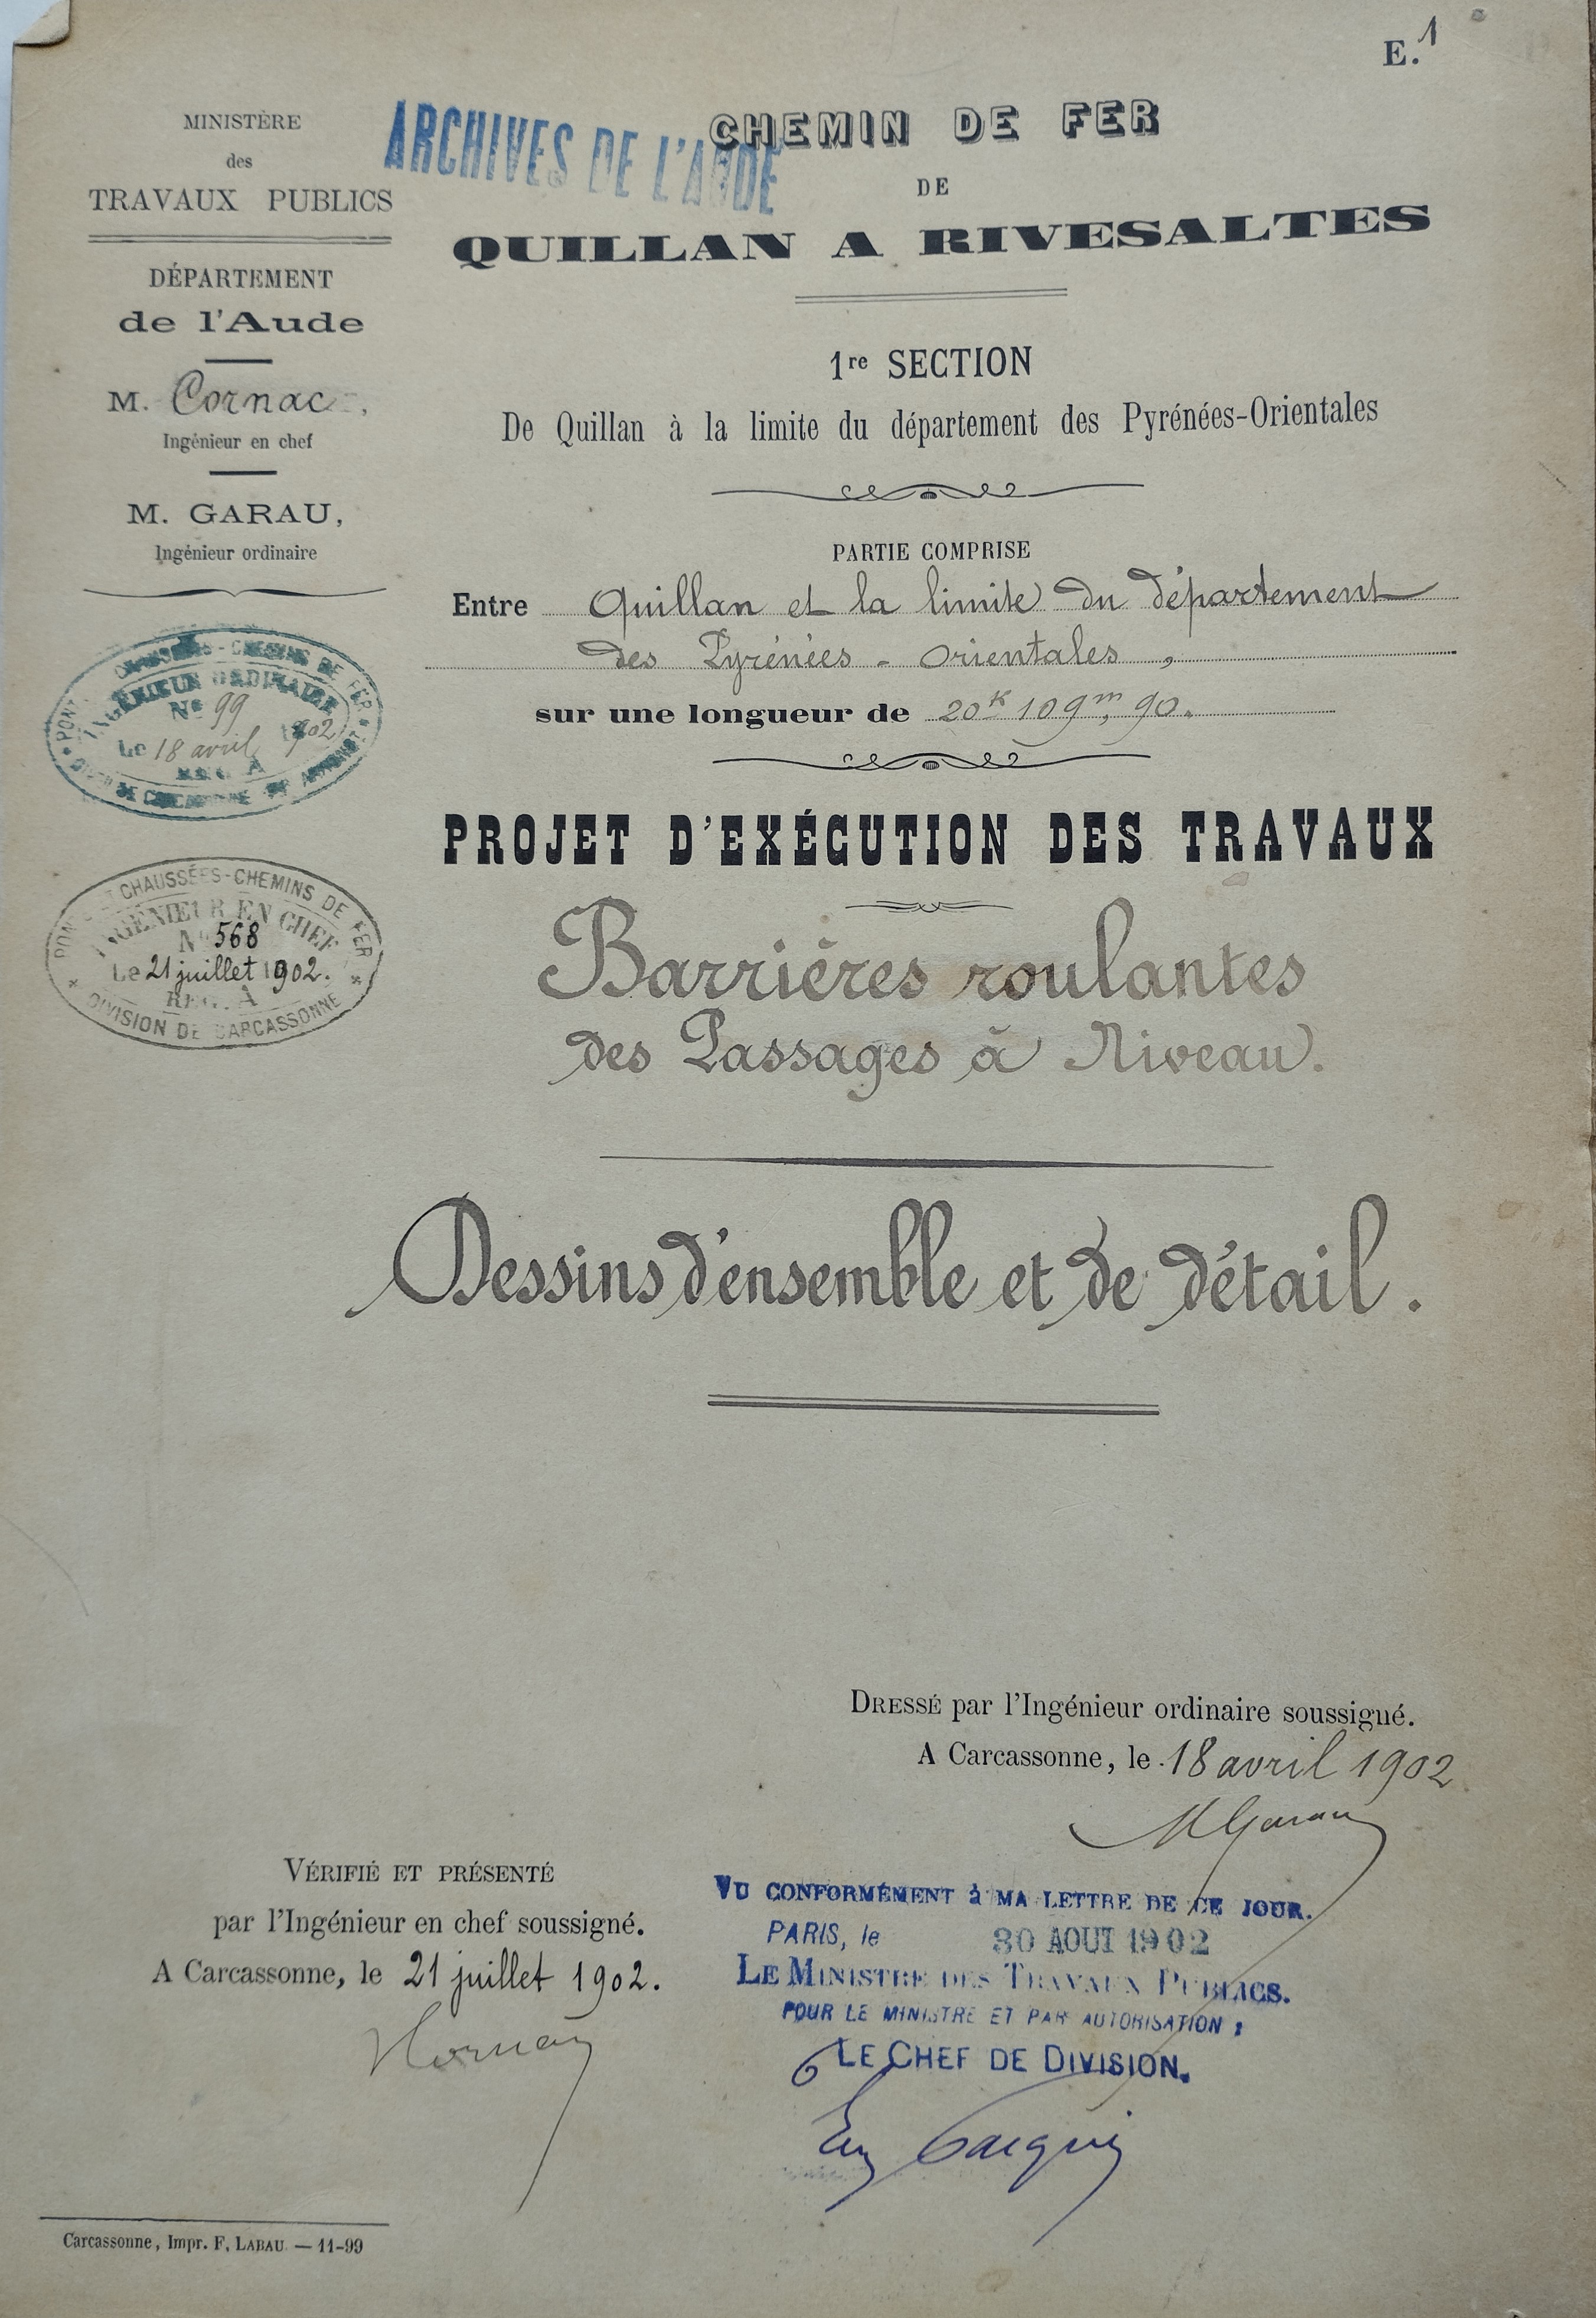 E. 1
MINISTÈRE
des
TRAVAUX PUBLICS
DÉPARTEMENT
de l'Aude
M. Cornac,
Ingénieur en chef
M. GARAU,
Ingénieur ordinaire
PONTS CHAUSSÉES-CHEMINS DE FER
INGÉNIEUR ORDINAIRE
No 99
Le 18 avril 1902
REG. A
DE CARCASSONNE
PONTS ET CHAUSSÉES-CHEMINS DE FER
INGÉNIEUR EN CHEF
No 568
Le 21 juillet 1902.
REG. A
DIVISION DE CARCASSONNE
ARCHIVES DE L'AUDE
CHEMIN DE FER
DE
QUILLAN A RIVESALTES
1re SECTION
De Quillan à la limite du département des Pyrénées-Orientales
PARTIE COMPRISE
Entre Quillan et la limite du département
des Pyrénées-Orientales,
sur une longueur de 20k 109m, 90.
PROJET D'EXÉCUTION DES TRAVAUX
Barrières roulantes
des Passages à Niveau.
Dessins d'ensemble et de détail.
DRESSÉ par l'Ingénieur ordinaire soussigné.
A Carcassonne, le 18 avril 1902
MGarau
VÉRIFIÉ ET PRÉSENTÉ
par l'Ingénieur en chef soussigné.
A Carcassonne, le 21 juillet 1902.
VU CONFORMÉMENT à MA LETTRE DE CE JOUR.
PARIS, le 30 AOUT 1902
LE MINISTRE DES TRAVAUX PUBLICS.
POUR LE MINISTRE ET PAR AUTORISATION :
LE CHEF DE DIVISION.
Carcassonne, Impr. F. LABAU. — 11-99